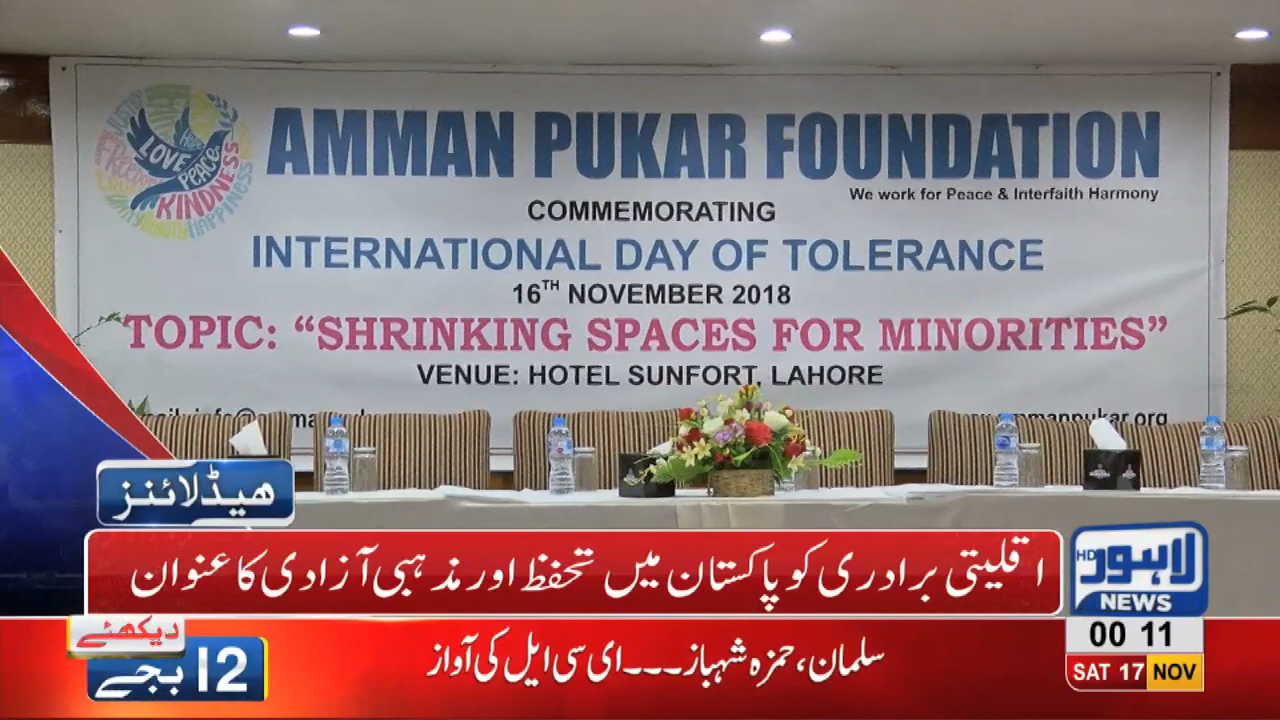 AMMAN PUKAR FOUNDATION
We work for Peace & Interfaith Harmony
LOVE
PEACE
KINDNESS
HAPPINESS
COMMEMORATING
INTERNATIONAL DAY OF TOLERANCE
16TH NOVEMBER 2018
TOPIC: “SHRINKING SPACES FOR MINORITIES”
VENUE: HOTEL SUNFORT, LAHORE
ہیڈلائنز
اقلیتی برادری کو پاکستان میں تحفظ اور مذہبی آزادی کا عنوان
HD لاہور
NEWS
دیکھئے
12 بجے
سلمان، حمزہ شہباز۔۔۔ ای سی ایل کی آواز
00 11
SAT 17 NOV